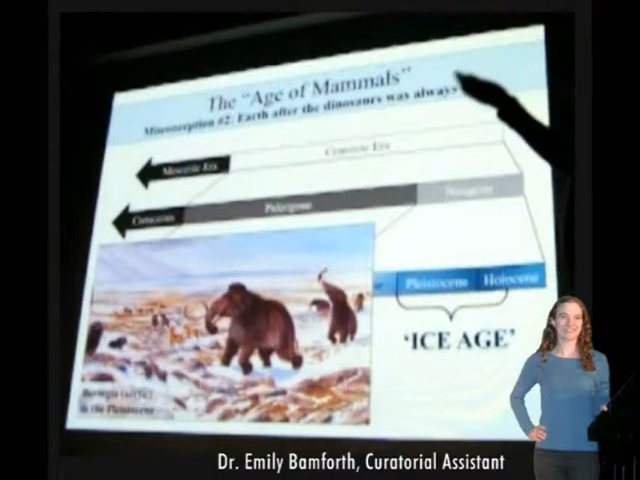 The "Age of Mammals"
Misconception #2: Earth after the dinosaurs was always
Mesozoic Era
Cenozoic Era
Cretaceous
Paleogene
Neogene
Pleistocene
Holocene
'ICE AGE'
in the Pleistocene
Dr. Emily Bamforth, Curatorial Assistant